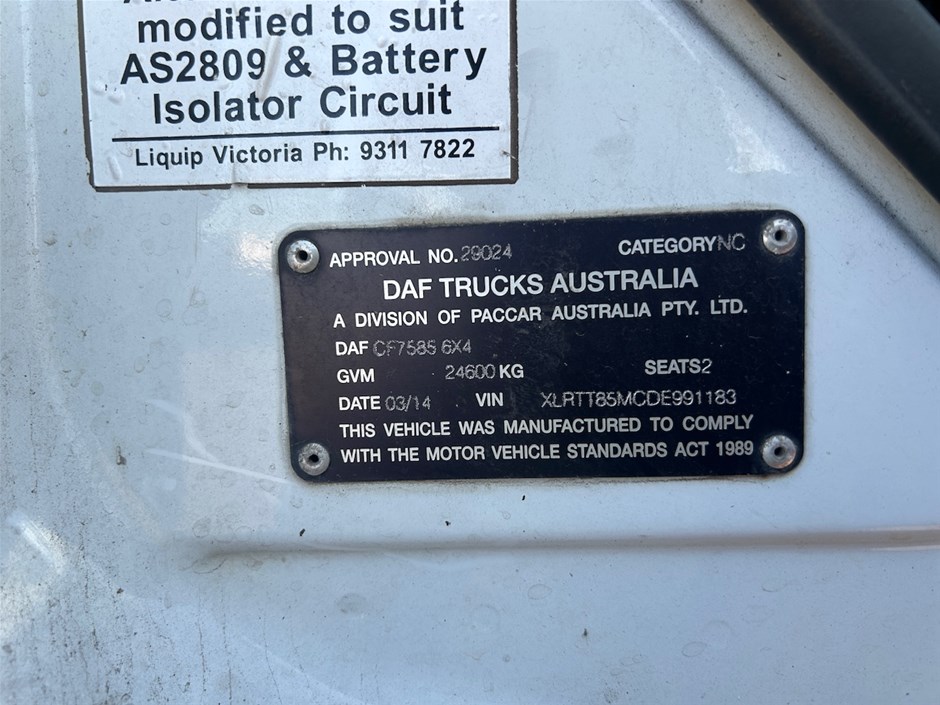 modified to suit
AS2809 & Battery
Isolator Circuit
Liquip Victoria Ph: 9311 7822
APPROVAL NO. 29024 CATEGORY NC
DAF TRUCKS AUSTRALIA
A DIVISION OF PACCAR AUSTRALIA PTY. LTD.
DAF CF7585 6X4
GVM 24600 KG SEATS 2
DATE 03/14 VIN XLRTT85MCDE991183
THIS VEHICLE WAS MANUFACTURED TO COMPLY
WITH THE MOTOR VEHICLE STANDARDS ACT 1989